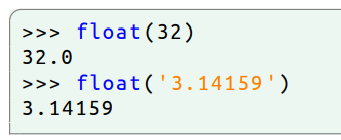 >>> float(32)
32.0
>>> float('3.14159')
3.14159